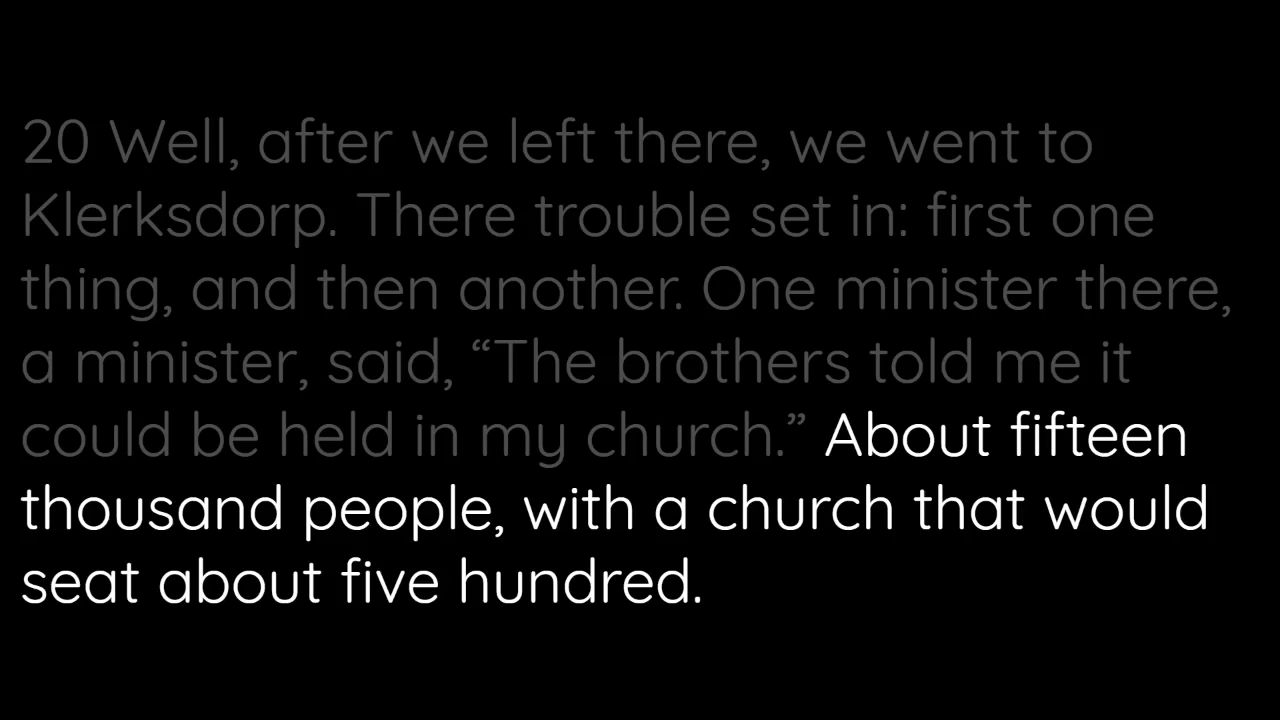 20 Well, after we left there, we went to
Klerksdorp. There trouble set in: first one
thing, and then another. One minister there,
a minister, said, “The brothers told me it
could be held in my church.” About fifteen
thousand people, with a church that would
seat about five hundred.